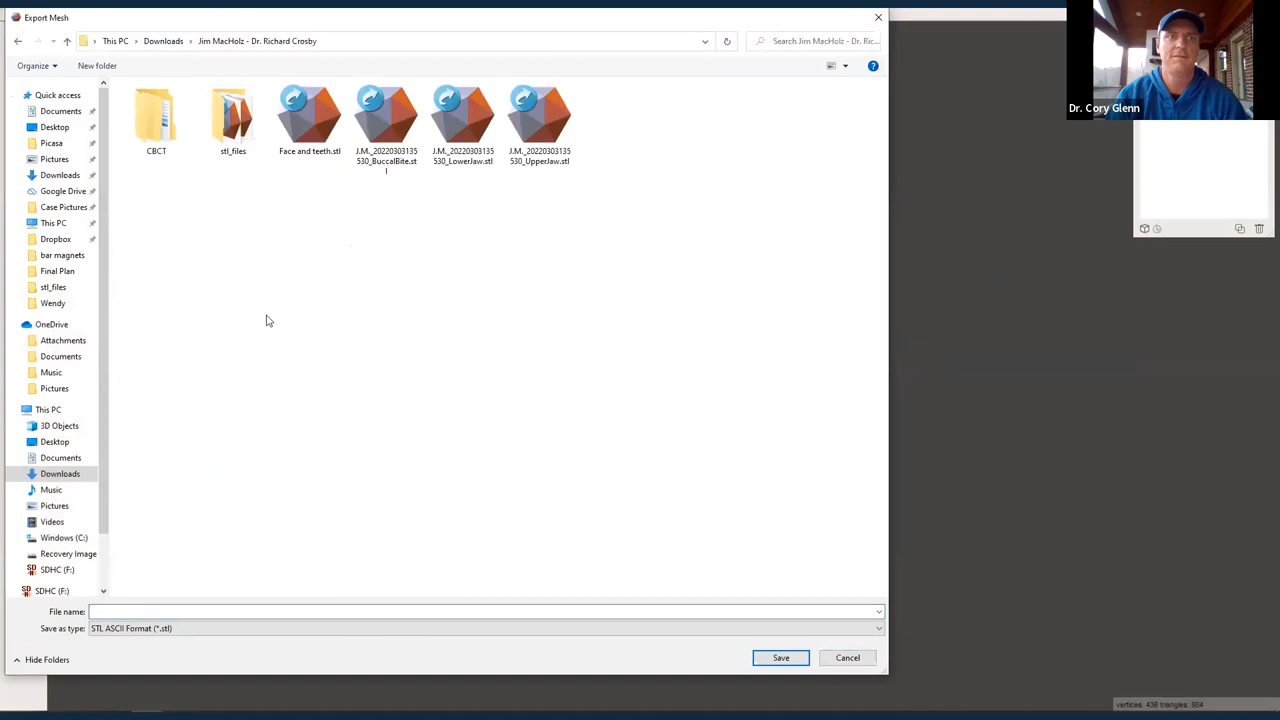 Export Mesh
This PC
Downloads
Jim MacHolz - Dr. Richard Crosby
Search Jim MacHolz - Dr. Ric...
Organize
New folder
Dr. Cory Glenn
Quick access
Documents
Desktop
Picasa
Pictures
Downloads
Google Drive
Case Pictures
This PC
Dropbox
bar magnets
Final Plan
stl_files
Wendy
OneDrive
Attachments
Documents
Music
Pictures
This PC
3D Objects
Desktop
Documents
Downloads
Music
Pictures
Videos
Windows (C:)
Recovery Image
SDHC (F:)
SDHC (F:)
CBCT
stl_files
Face and teeth.stl
J.M._20220303135
530_BuccalBite.st
l
J.M._20220303135
530_LowerJaw.stl
J.M._20220303135
530_UpperJaw.stl
File name:
Save as type: STL ASCII Format (*.stl)
Hide Folders
Save
Cancel
vertices: 436 triangles: 884